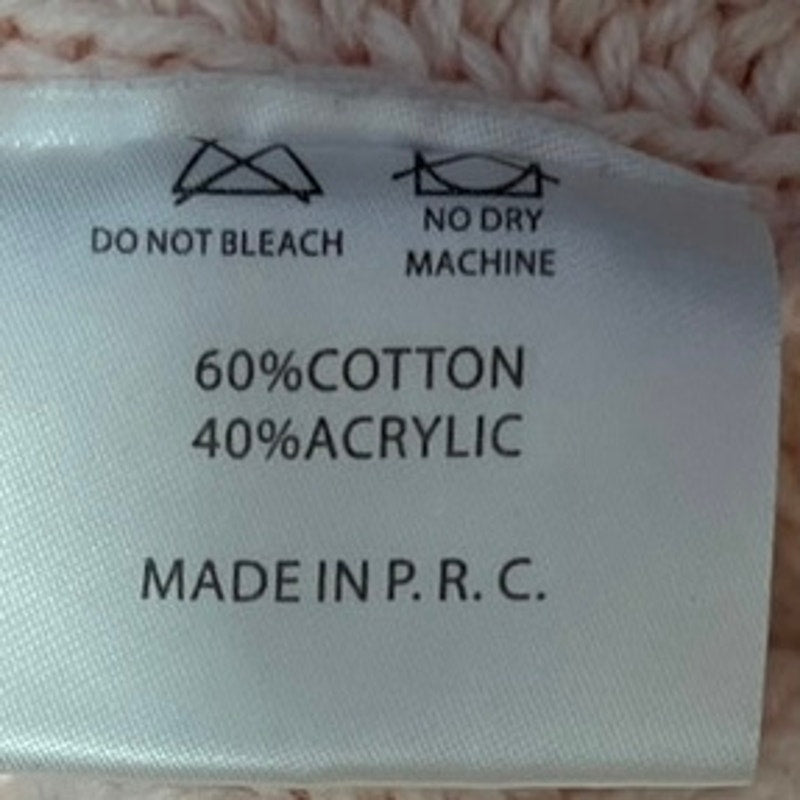 DO NOT BLEACH
NO DRY
MACHINE
60%COTTON
40%ACRYLIC
MADE IN P. R. C.